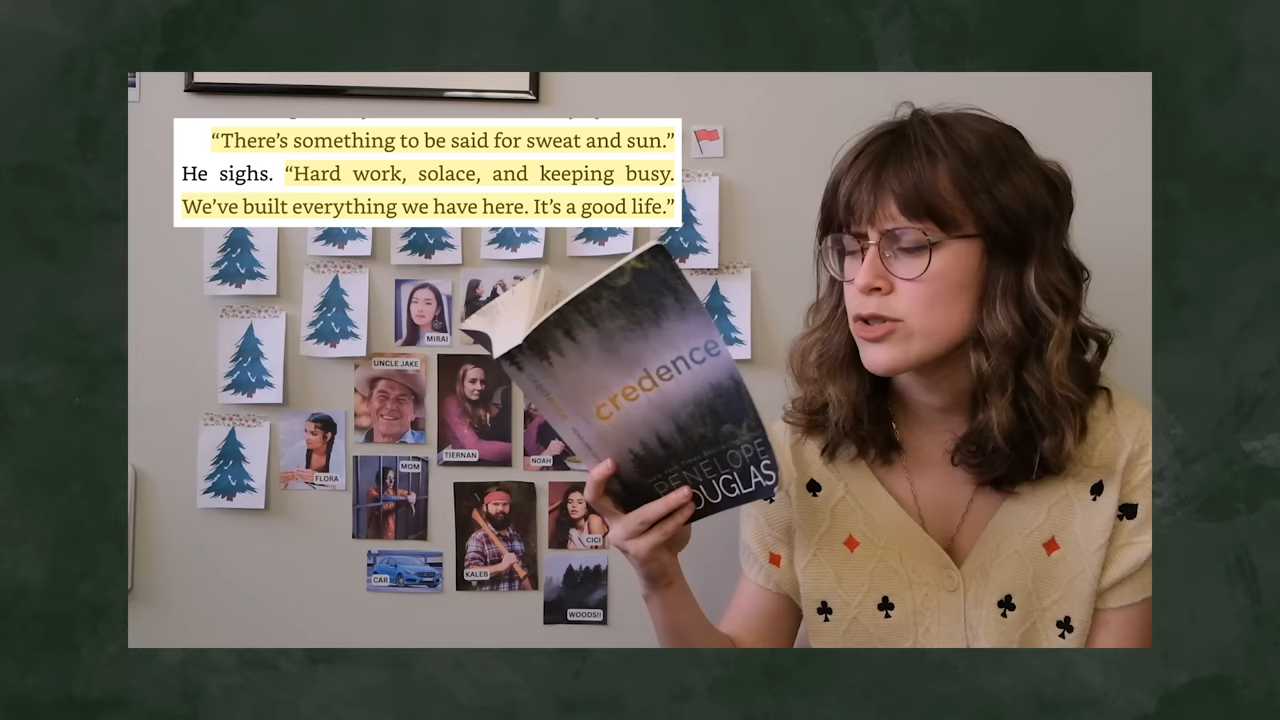 “There’s something to be said for sweat and sun.”
He sighs. “Hard work, solace, and keeping busy.
We’ve built everything we have here. It’s a good life.”
MIRAI
UNCLE JAKE
TIERNAN
NOAH
FLORA
MOM
KALEB
CICI
CAR
WOODS!!
credence
credence
PENELOPE
DOUGLAS